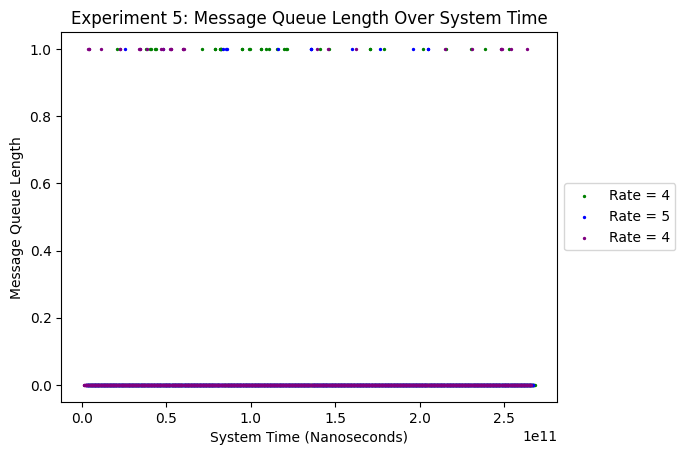 Experiment 5: Message Queue Length Over System Time
1.0
0.8
0.6
0.4
0.2
0.0
Message Queue Length
0.0 0.5 1.0 1.5 2.0 2.5
1e11
System Time (Nanoseconds)
Rate = 4
Rate = 5
Rate = 4